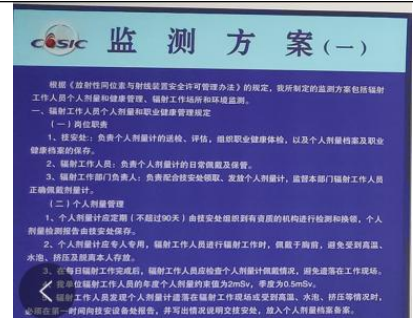 CASIC 监测方案（一）
根据《放射性同位素与射线装置安全许可管理办法》的规定，我所制定的监测方案包括辐射
工作人员个人剂量和健康管理、辐射工作场所和环境监测。
一、辐射工作人员个人剂量和职业健康管理规定
（一）岗位职责
1、技安处：负责个人剂量计的送检、评估，组织职业健康体检，以及个人剂量档案及职业
健康档案的保存。
2、辐射工作人员：负责个人剂量计的日常佩戴及保管。
3、辐射工作部门负责人：负责配合技安处领取、发放个人剂量计，监督本部门辐射工作人员
正确佩戴剂量计。
（二）个人剂量管理
1、个人剂量计应定期（不超过90天）由技安处组织到有资质的机构进行检测和换领，个人
剂量检测报告由技安处保存。
2、个人剂量计应专人专用，辐射工作人员进行辐射工作时，佩戴于胸前，避免受到高温、
水泡、挤压及脱离本人存放。
3、在每日辐射工作完成后，辐射工作人员应检查个人剂量计佩戴情况，避免遗落在工作现场。
单位辐射工作人员的年度个人剂量约束值为2mSv，季度为0.5mSv。
辐射工作人员发现个人剂量计遗落在辐射工作现场或受到高温、水泡、挤压等情况时，
必须在第一时间向技安设备处报告，并写出情况说明交技安处，放入个人剂量档案备案。